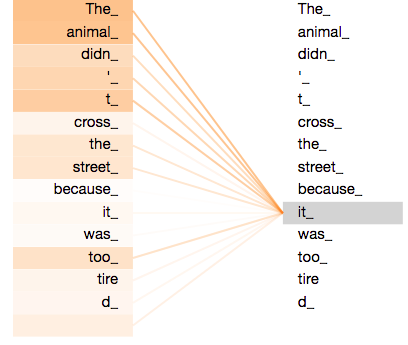 The_ The_
animal_ animal_
didn_ didn_
'_ '_
t_ t_
cross_ cross_
the_ the_
street_ street_
because_ because_
it_ it_
was_ was_
too_ too_
tire tire
d_ d_